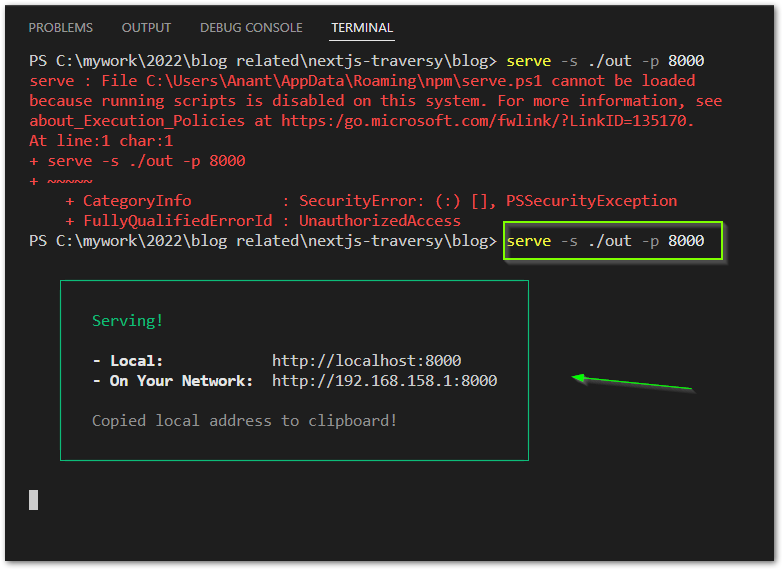 PROBLEMS OUTPUT DEBUG CONSOLE TERMINAL
PS C:\mywork\2022\blog related\nextjs-traversy\blog> serve -s ./out -p 8000
serve : File C:\Users\Anant\AppData\Roaming\npm\serve.ps1 cannot be loaded
because running scripts is disabled on this system. For more information, see
about_Execution_Policies at https:/go.microsoft.com/fwlink/?LinkID=135170.
At line:1 char:1
+ serve -s ./out -p 8000
+ ~~~~~
    + CategoryInfo          : SecurityError: (:) [], PSSecurityException
    + FullyQualifiedErrorId : UnauthorizedAccess
PS C:\mywork\2022\blog related\nextjs-traversy\blog> serve -s ./out -p 8000
Serving!
- Local:            http://localhost:8000
- On Your Network:  http://192.168.158.1:8000
Copied local address to clipboard!